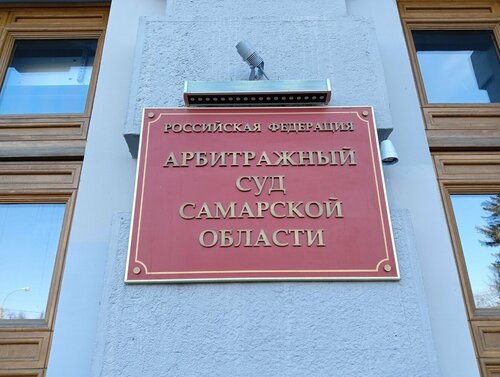 РОССИЙСКАЯ ФЕДЕРАЦИЯ
АРБИТРАЖНЫЙ
СУД
САМАРСКОЙ
ОБЛАСТИ